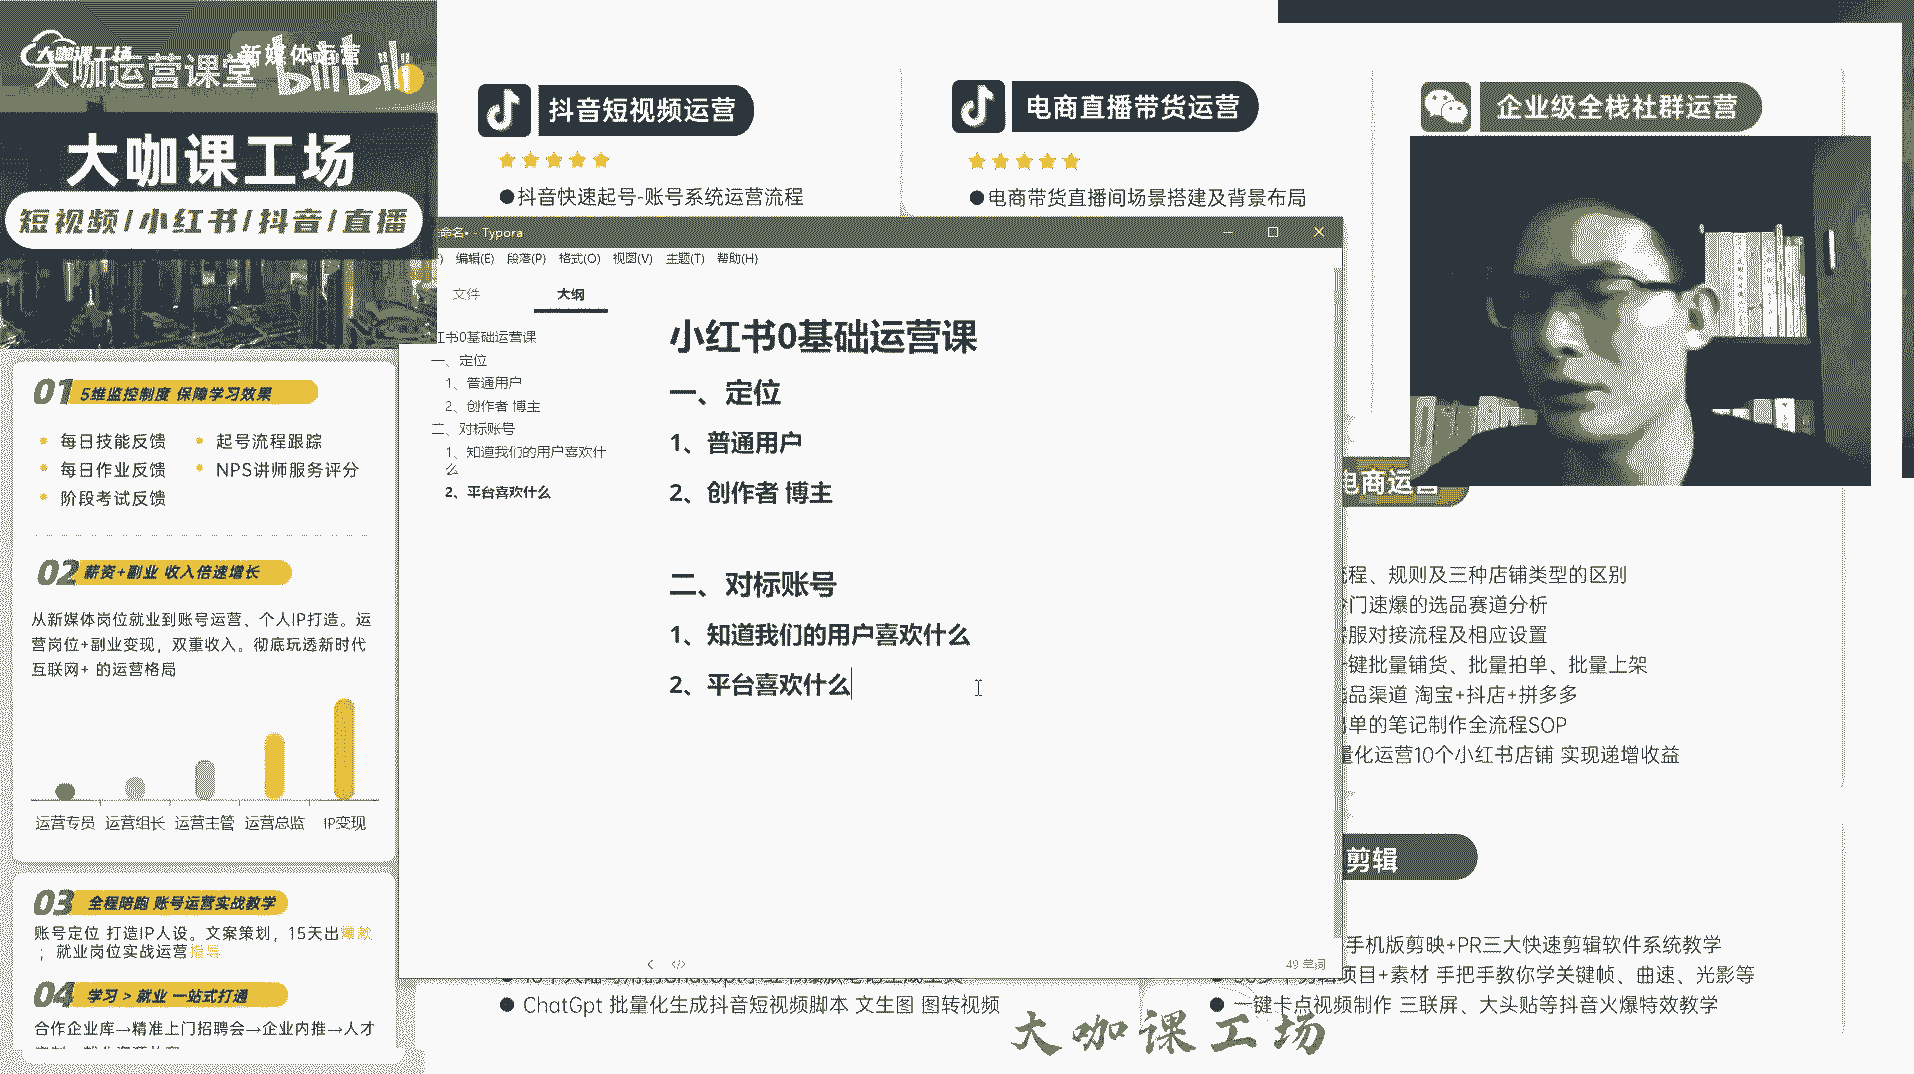 大咖课工场
大咖运营课堂
新媒体运营
bilibili
大咖课工场
短视频/小红书/抖音/直播
01 5维监控制度 保障学习效果
每日技能反馈
起号流程跟踪
每日作业反馈
NPS讲师服务评分
阶段考试反馈
02 薪资+副业 收入倍速增长
从新媒体岗位就业到账号运营、个人IP打造。运
营岗位+副业变现，双重收入。彻底玩透新时代
互联网+ 的运营格局
运营专员 运营组长 运营主管 运营总监 IP变现
03 全程陪跑 账号运营实战教学
账号定位 打造IP人设。文案策划，15天出爆款
；就业岗位实战运营指导
04 学习 > 就业 一站式打通
合作企业库→精准上门招聘会→企业内推→人才
抖音短视频运营
●抖音快速起号-账号系统运营流程
电商直播带货运营
●电商带货直播间场景搭建及背景布局
企业级全栈社群运营
命名• - Typora
编辑(E) 段落(P) 格式(O) 视图(V) 主题(T) 帮助(H)
文件
大纲
红书0基础运营课
一、定位
1、普通用户
2、创作者 博主
二、对标账号
1、知道我们的用户喜欢什
么
2、平台喜欢什么
小红书0基础运营课
一、定位
1、普通用户
2、创作者 博主
二、对标账号
1、知道我们的用户喜欢什么
2、平台喜欢什么
49 单词
电商运营
流程、规则及三种店铺类型的区别
门速爆的选品赛道分析
客服对接流程及相应设置
一键批量铺货、批量拍单、批量上架
选品渠道 淘宝+抖店+拼多多
简单的笔记制作全流程SOP
量化运营10个小红书店铺 实现递增收益
剪辑
手机版剪映+PR三大快速剪辑软件系统教学
项目+素材 手把手教你学关键帧、曲速、光影等
● 一键卡点视频制作 三联屏、大头贴等抖音火爆特效教学
● ChatGpt 批量化生成抖音短视频脚本 文生图 图转视频
大咖课工场